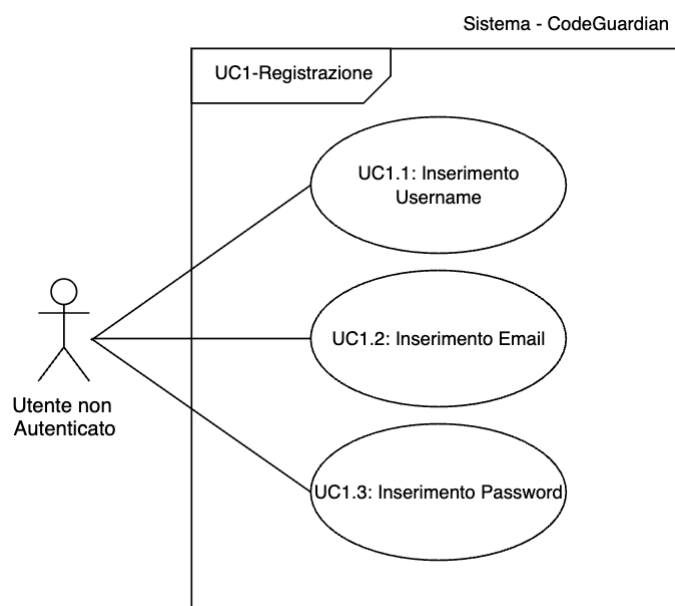 Sistema - CodeGuardian
UC1-Registrazione
UC1.1: Inserimento
Username
UC1.2: Inserimento Email
Utente non
Autenticato
UC1.3: Inserimento Password